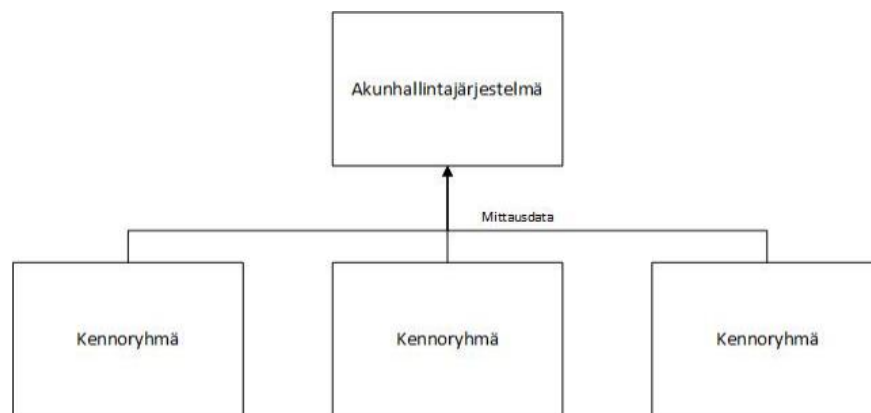 Akunhallintajärjestelmä
Mittausdata
Kennoryhmä
Kennoryhmä
Kennoryhmä